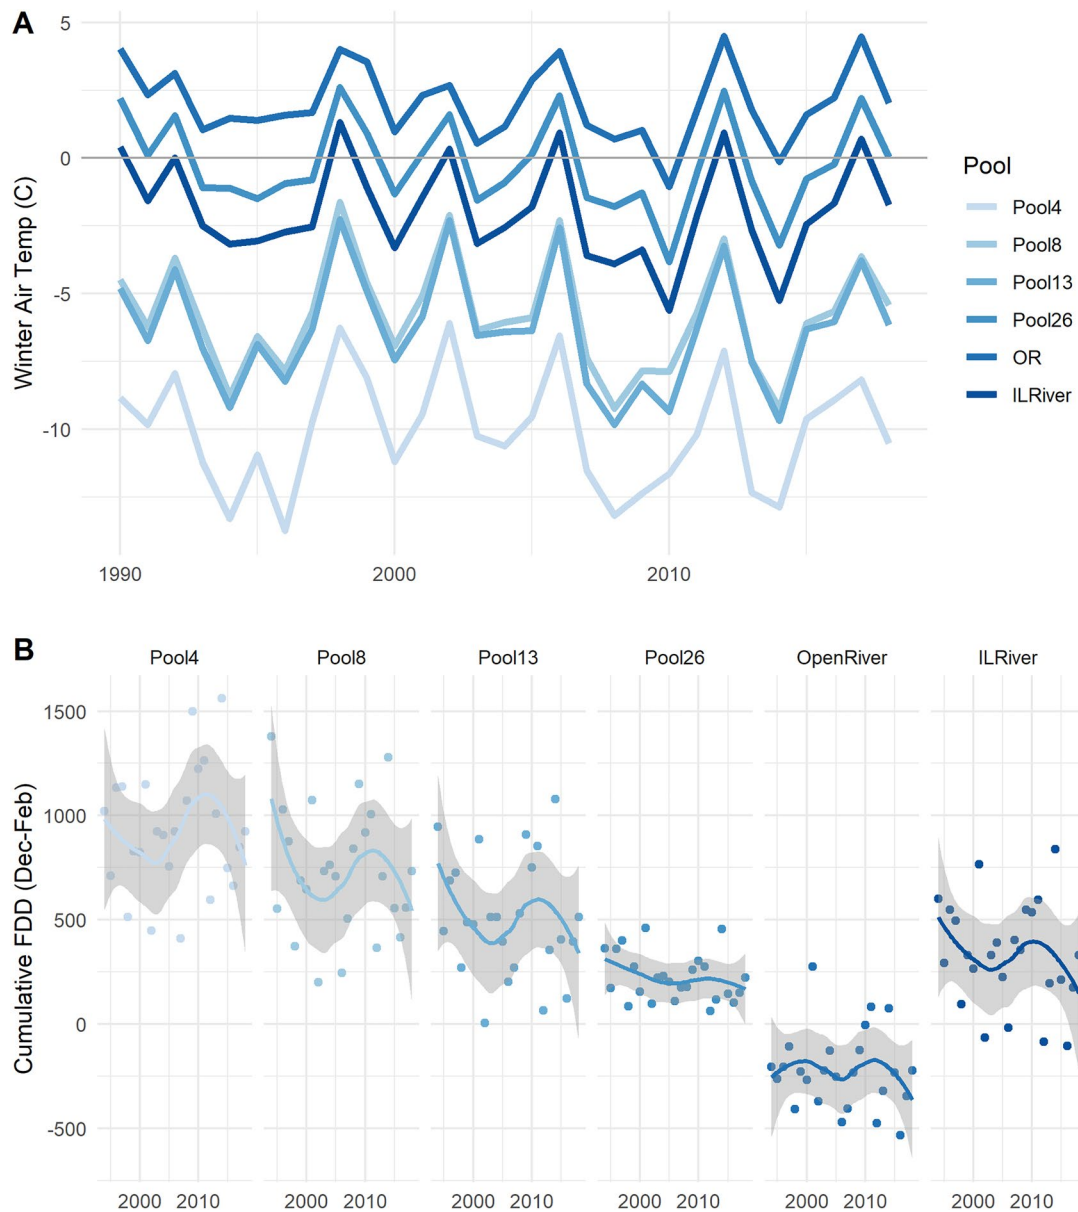 A
Winter Air Temp (C)
5
0
-5
-10
1990 2000 2010
Pool
Pool4
Pool8
Pool13
Pool26
OR
ILRiver
B
Pool4 Pool8 Pool13 Pool26 OpenRiver ILRiver
Cumulative FDD (Dec-Feb)
1500
1000
500
0
-500
2000 2010 2000 2010 2000 2010 2000 2010 2000 2010 2000 2010